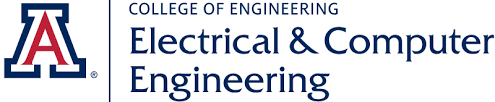 A®
COLLEGE OF ENGINEERING
Electrical & Computer
Engineering